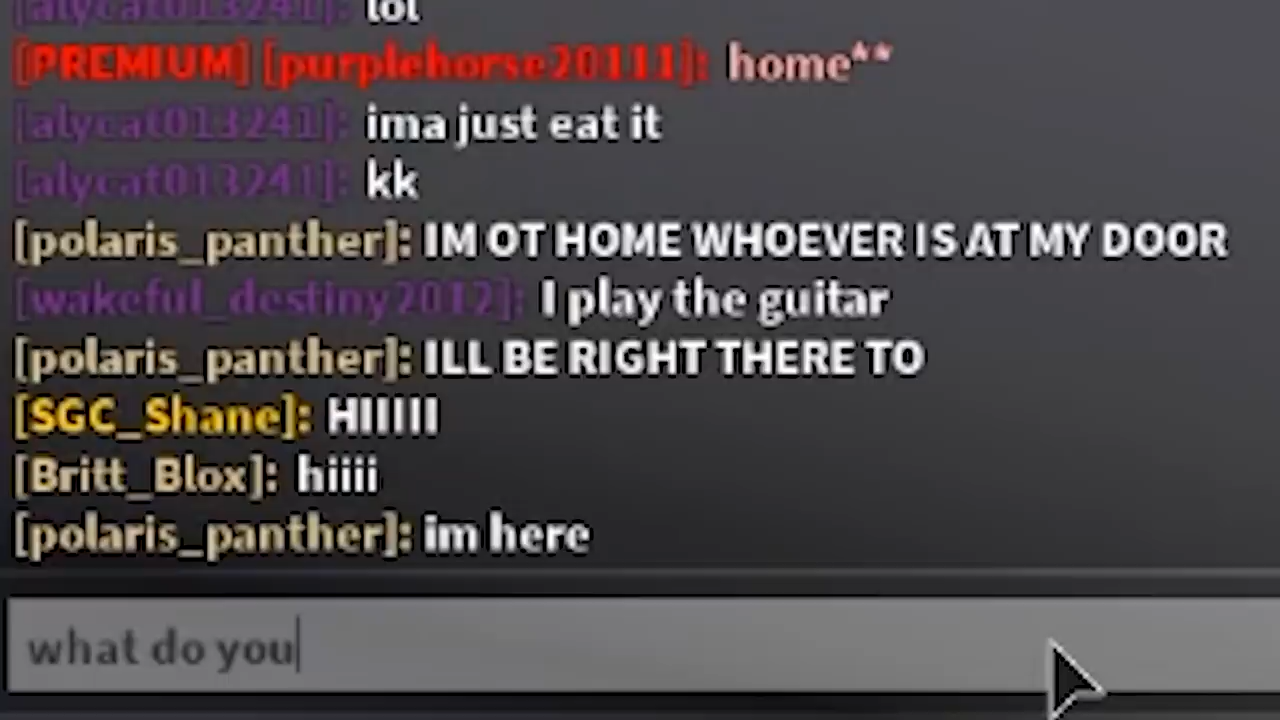 [alycat013241]: lol
[PREMIUM] [purplehorse20111]: home**
[alycat013241]: ima just eat it
[alycat013241]: kk
[polaris_panther]: IM OT HOME WHOEVER IS AT MY DOOR
[wakeful_destiny2012]: I play the guitar
[polaris_panther]: ILL BE RIGHT THERE TO
[SGC_Shane]: HIIIIII
[Britt_Blox]: hiiii
[polaris_panther]: im here
what do you